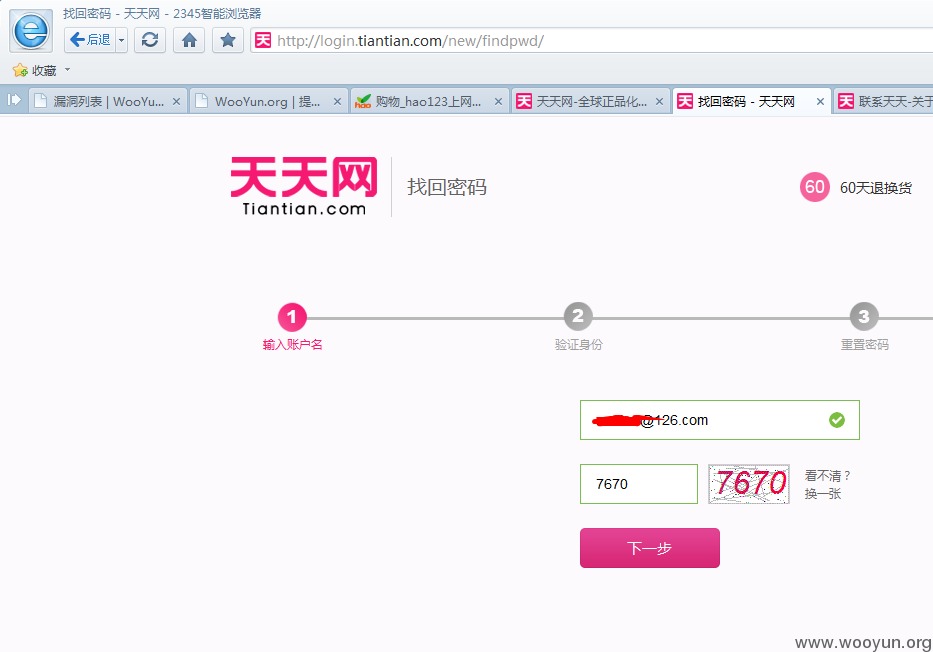 找回密码 - 天天网 - 2345智能浏览器
后退
天 http://login.tiantian.com/new/findpwd/
收藏
漏洞列表 | WooYu... ×
WooYun.org | 提... ×
hao 购物_hao123上网... ×
天 天天网-全球正品化... ×
天 找回密码 - 天天网 ×
天 联系天天-关于
天天网
Tiantian.com
找回密码
60 60天退换货
1 2 3
输入账户名 验证身份 重置密码
@126.com
7670 7670 看不清？
换一张
下一步
www.wooyun.org